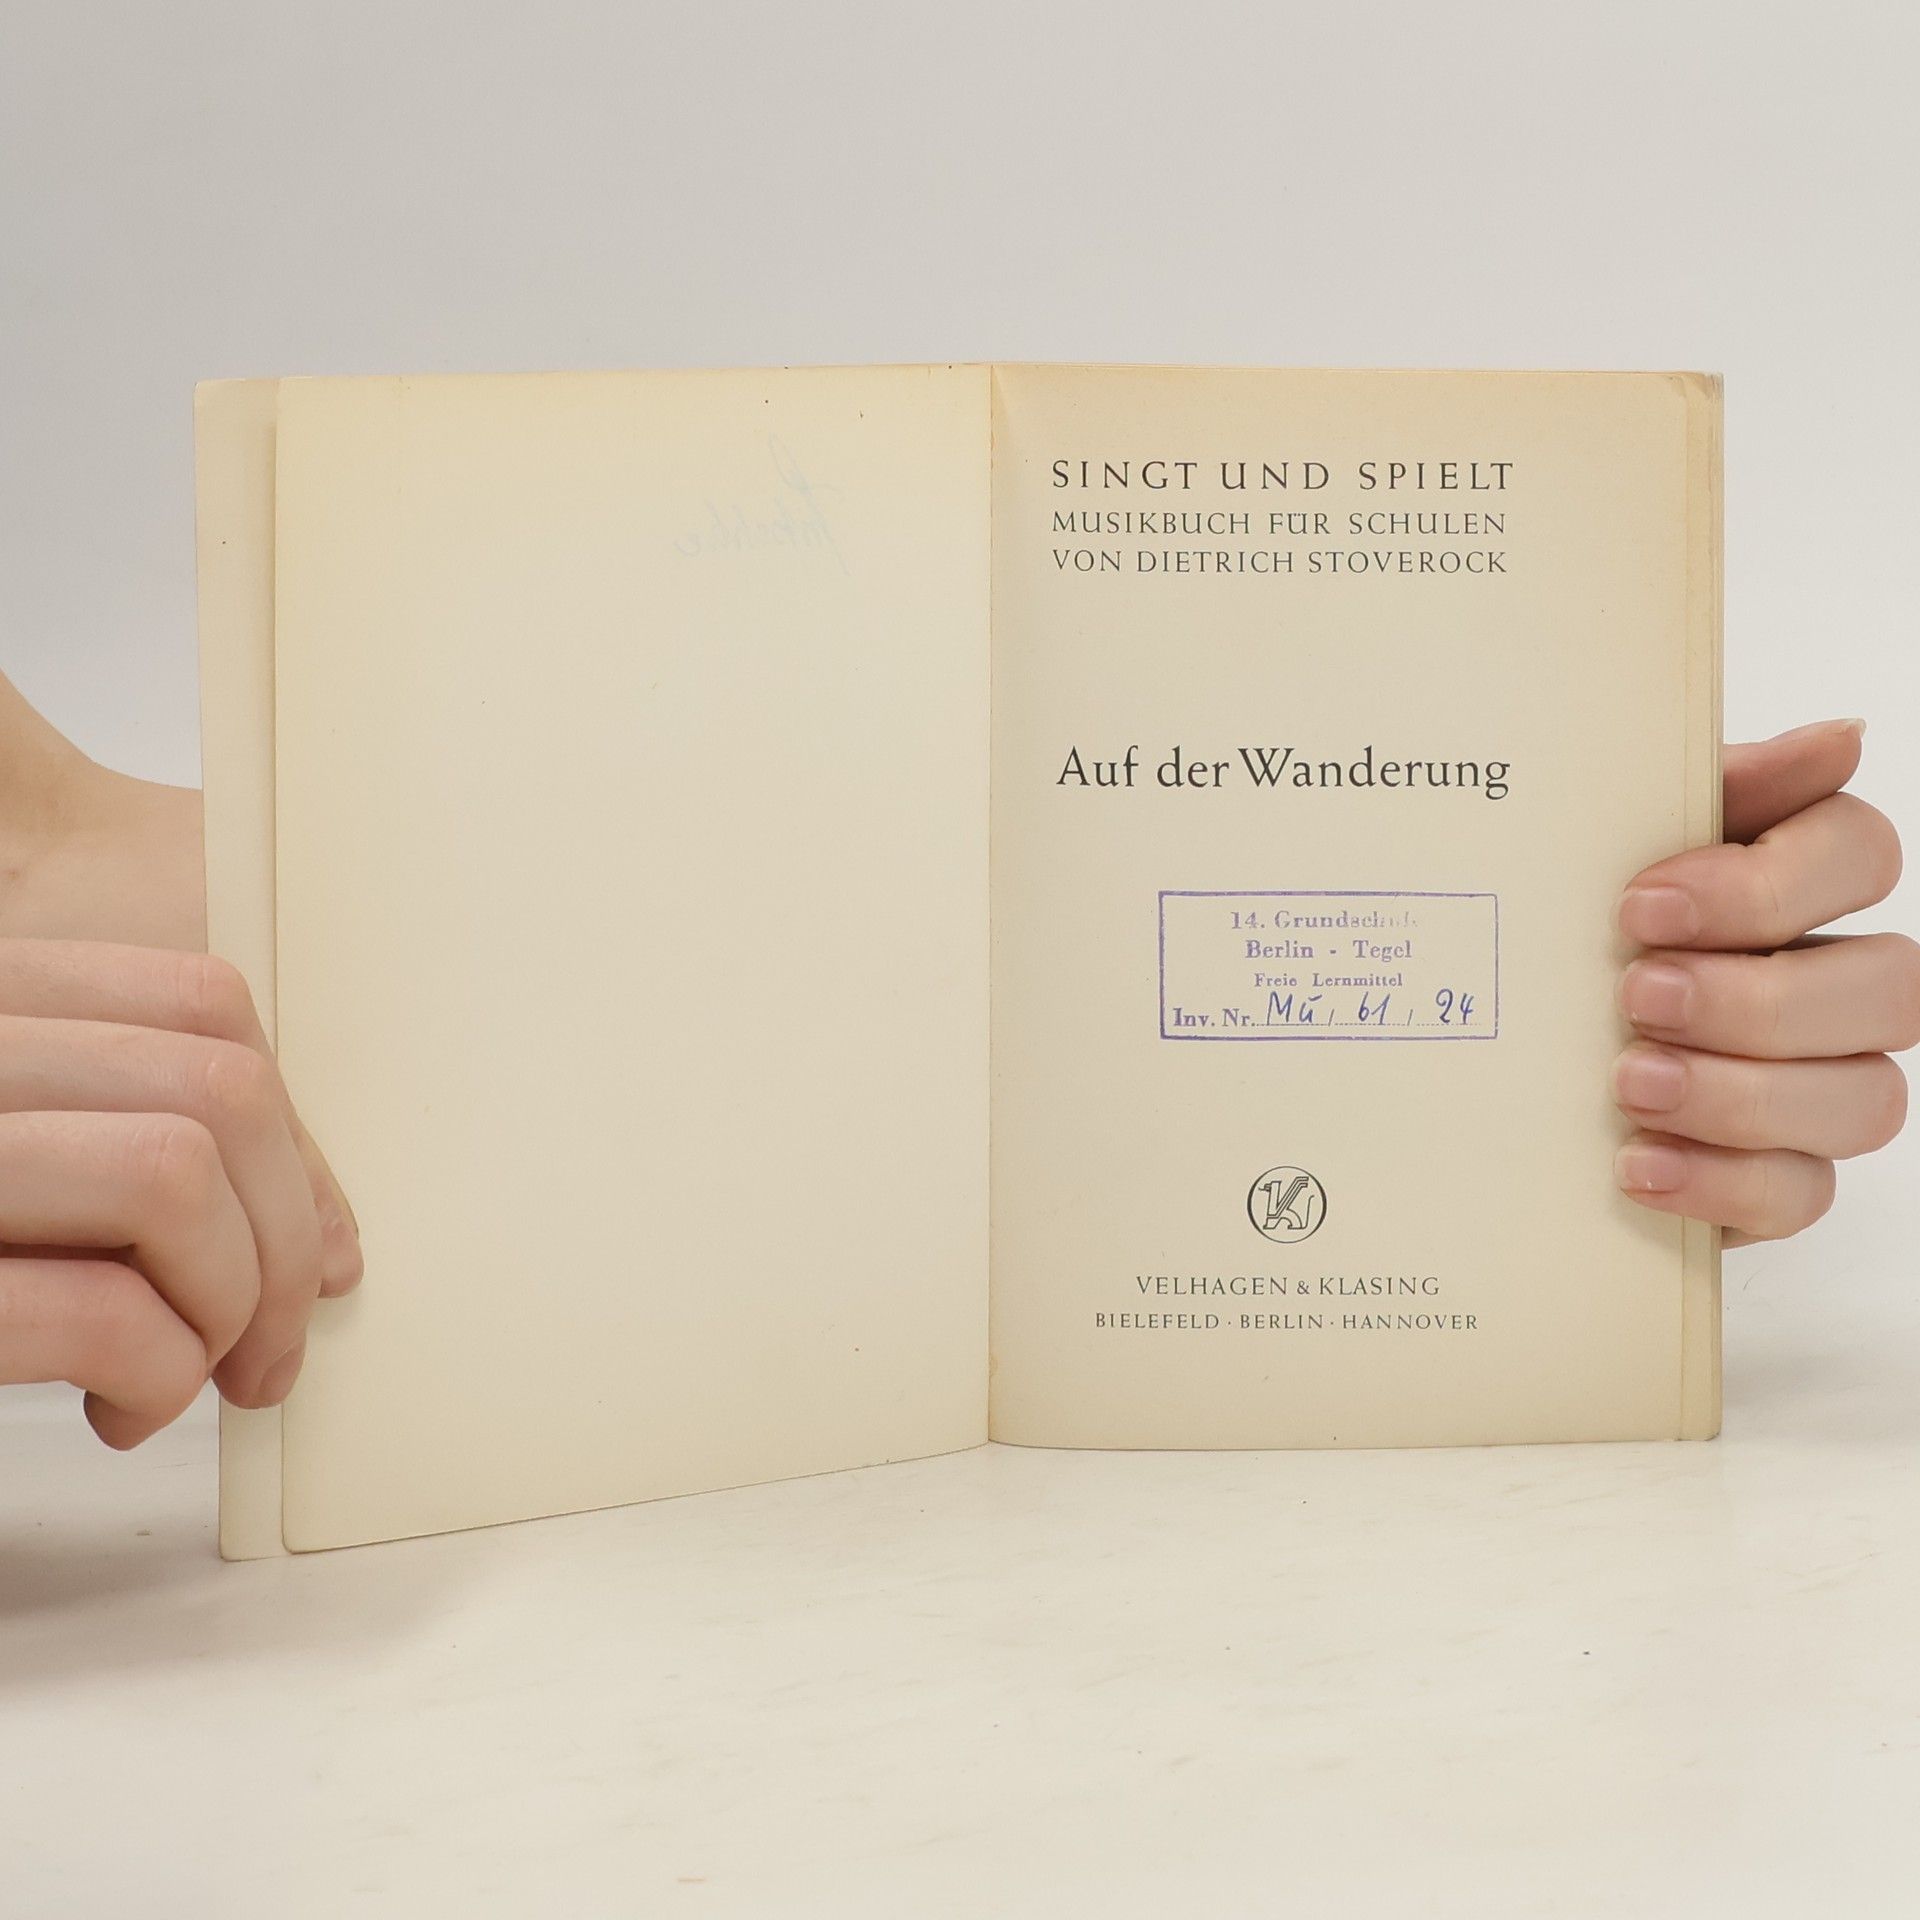 SINGT UND SPIELT
MUSIKBUCH FÜR SCHULEN
VON DIETRICH STOVEROCK
Auf der Wanderung
14. Grundschule
Berlin - Tegel
Freie Lernmittel
Inv. Nr. Mü, 61, 24
VK
VELHAGEN & KLASING
BIELEFELD · BERLIN · HANNOVER